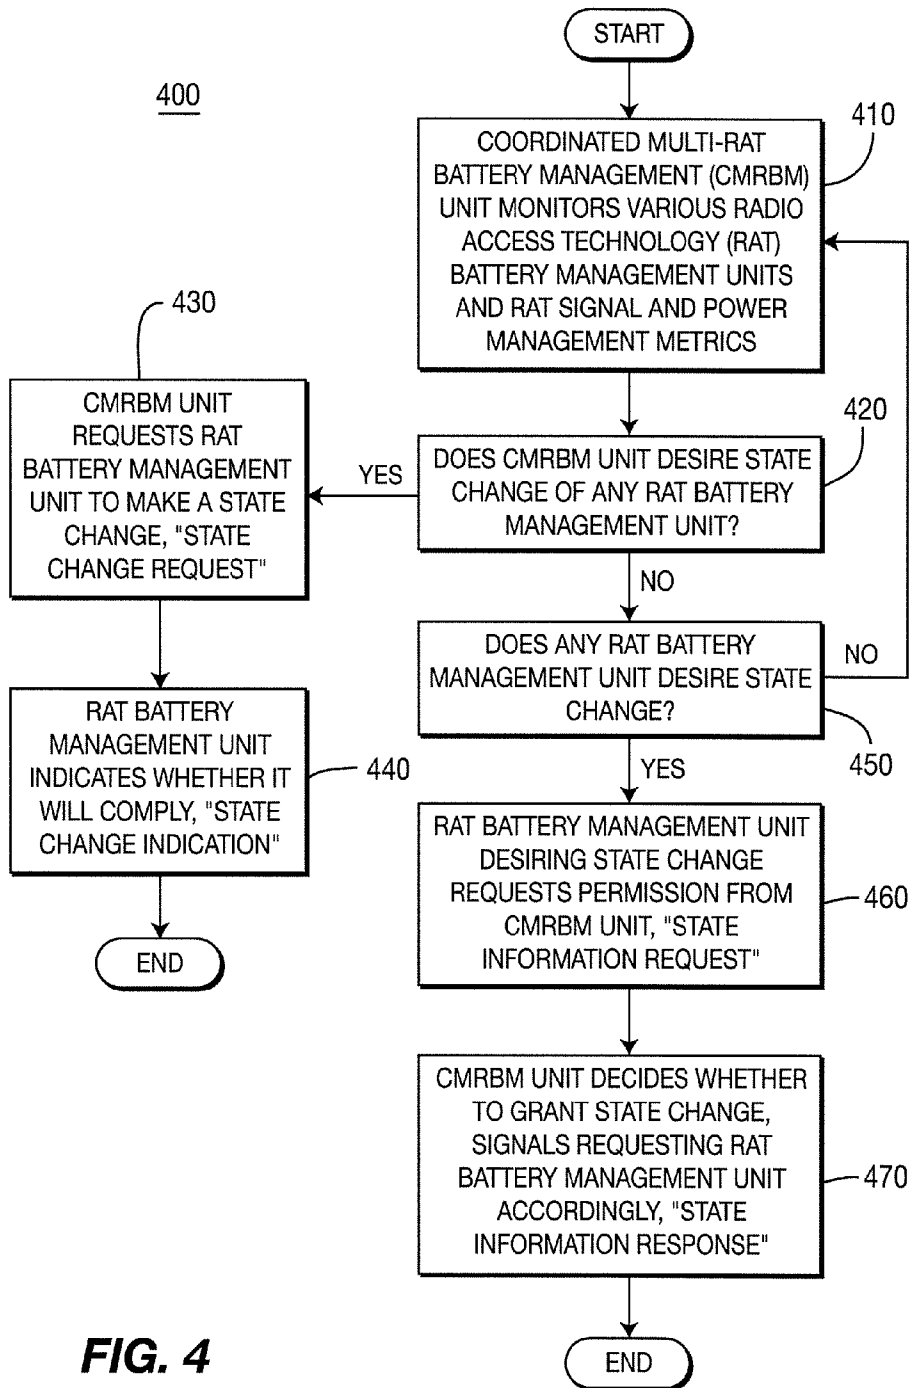 START
400
410
COORDINATED MULTI-RAT
BATTERY MANAGEMENT (CMRBM)
UNIT MONITORS VARIOUS RADIO
ACCESS TECHNOLOGY (RAT)
BATTERY MANAGEMENT UNITS
AND RAT SIGNAL AND POWER
MANAGEMENT METRICS
430
CMRBM UNIT
REQUESTS RAT
BATTERY MANAGEMENT
UNIT TO MAKE A STATE
CHANGE, "STATE
CHANGE REQUEST"
YES
420
DOES CMRBM UNIT DESIRE STATE
CHANGE OF ANY RAT BATTERY
MANAGEMENT UNIT?
NO
DOES ANY RAT BATTERY
MANAGEMENT UNIT DESIRE STATE
CHANGE?
NO
450
YES
RAT BATTERY
MANAGEMENT UNIT
INDICATES WHETHER IT
WILL COMPLY, "STATE
CHANGE INDICATION"
440
END
RAT BATTERY MANAGEMENT UNIT
DESIRING STATE CHANGE
REQUESTS PERMISSION FROM
CMRBM UNIT, "STATE
INFORMATION REQUEST"
460
CMRBM UNIT DECIDES WHETHER
TO GRANT STATE CHANGE,
SIGNALS REQUESTING RAT
BATTERY MANAGEMENT UNIT
ACCORDINGLY, "STATE
INFORMATION RESPONSE"
470
END
FIG. 4